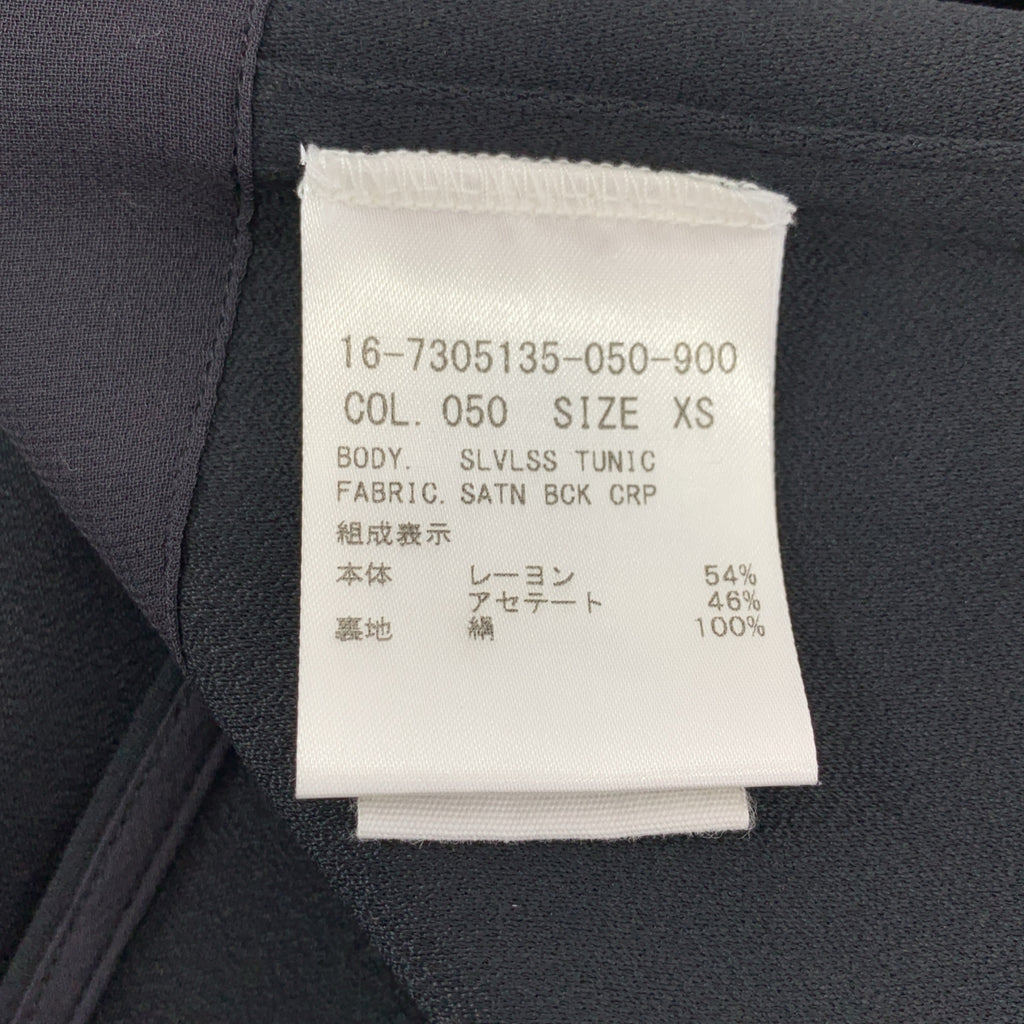 16-7305135-050-900
COL. 050 SIZE XS
BODY. SLVLSS TUNIC
FABRIC. SATN BCK CRP
組成表示
本体 レーヨン 54%
アセテート 46%
裏地 絹 100%